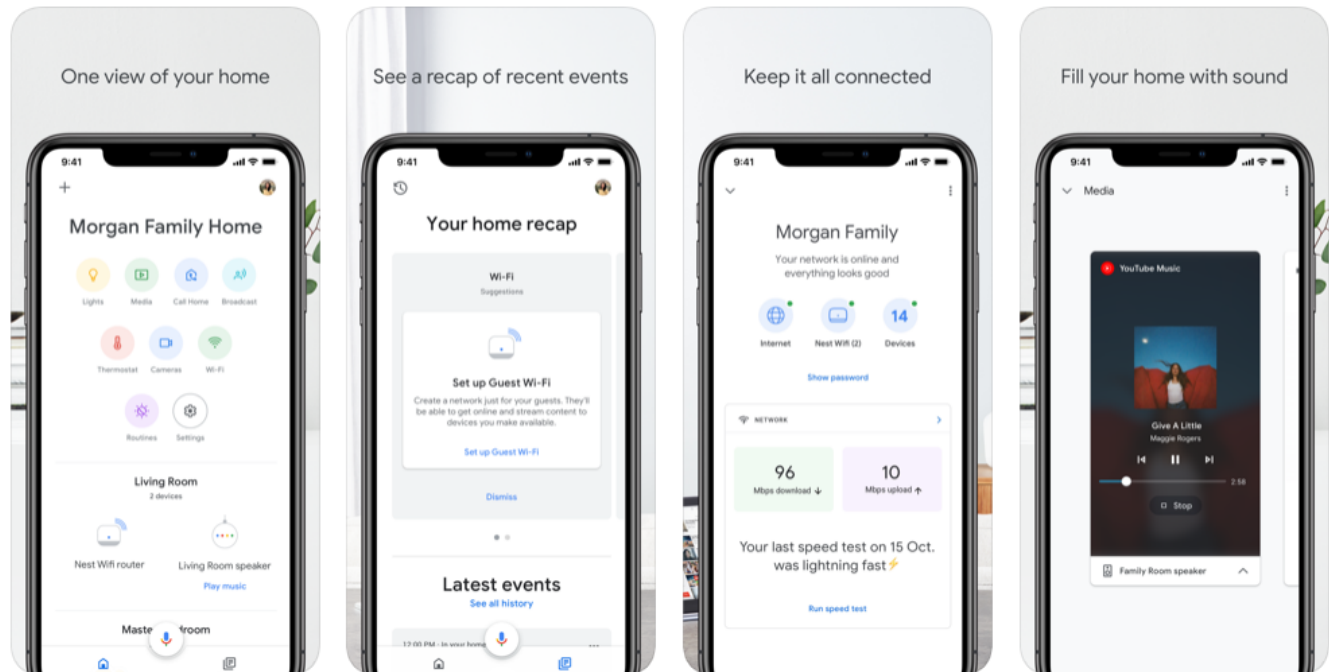 One view of your home
9:41
Morgan Family Home
Lights
Media
Call Home
Broadcast
Thermostat
Cameras
Wi-Fi
Routines
Settings
Living Room
2 devices
Nest Wifi router
Living Room speaker
Play music
See a recap of recent events
9:41
Your home recap
Wi-Fi
Suggestions
Set up Guest Wi-Fi
Create a network just for your guests. They'll
be able to get online and stream content to
devices you make available.
Set up Guest Wi-Fi
Dismiss
Latest events
See all history
12:00 PM - In your home
Keep it all connected
9:41
Morgan Family
Your network is online and
everything looks good
14
Internet
Nest Wifi (2)
Devices
Show password
NETWORK
96
Mbps download
10
Mbps upload
Your last speed test on 15 Oct.
was lightning fast⚡
Run speed test
Fill your home with sound
9:41
Media
YouTube Music
Give A Little
Maggie Rogers
2:58
Stop
Family Room speaker